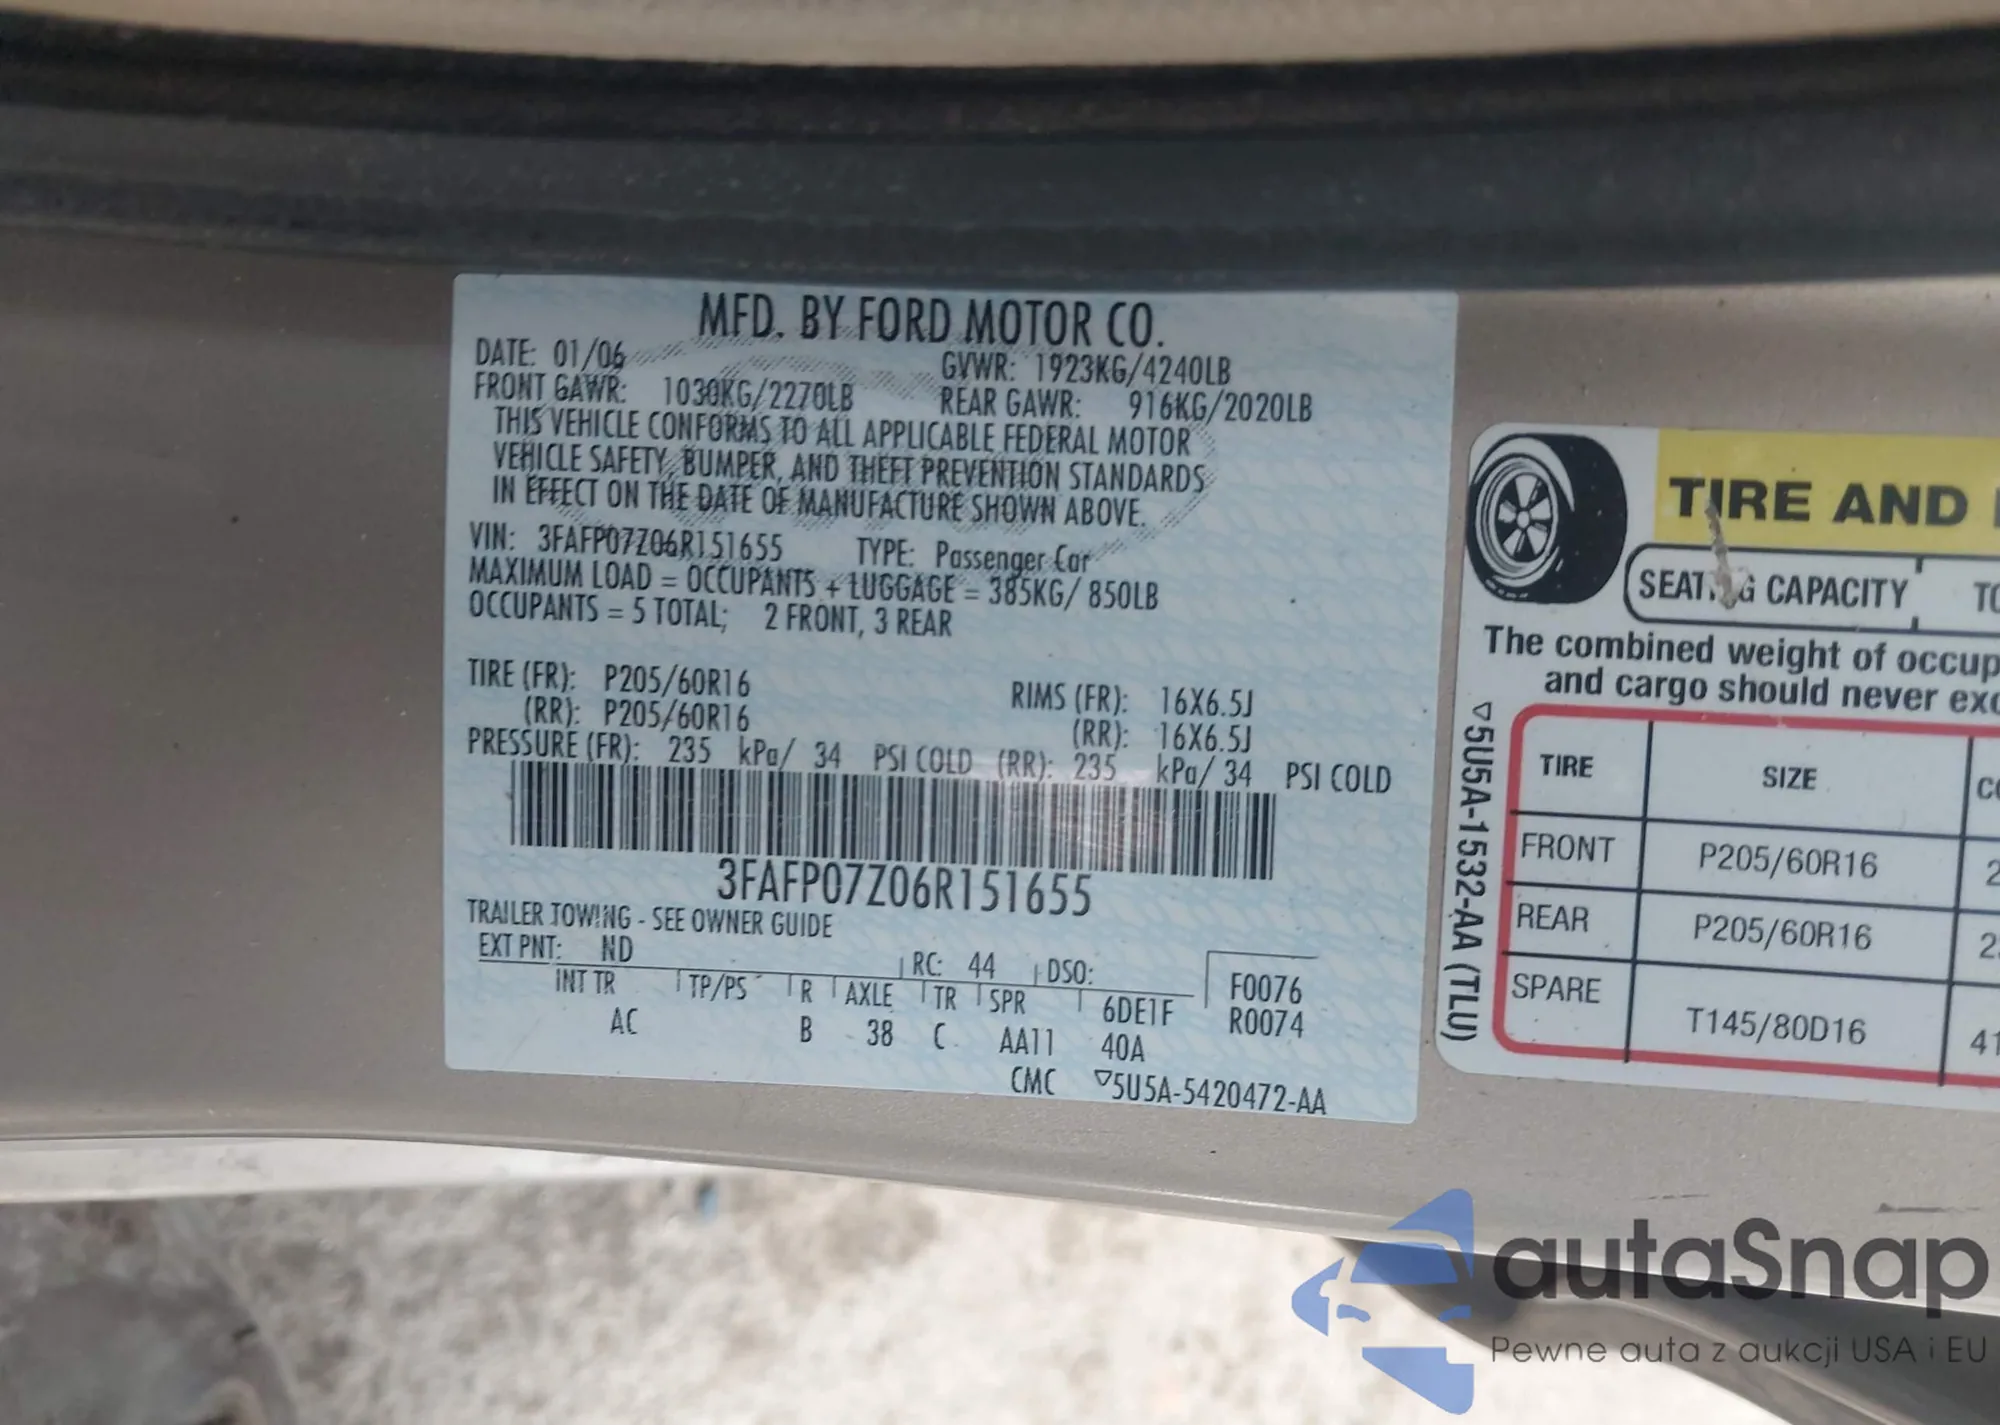 MFD. BY FORD MOTOR CO.
DATE: 01/06 GVWR: 1923KG/4240LB
FRONT GAWR: 1030KG/2270LB REAR GAWR: 916KG/2020LB
THIS VEHICLE CONFORMS TO ALL APPLICABLE FEDERAL MOTOR
VEHICLE SAFETY, BUMPER, AND THEFT PREVENTION STANDARDS
IN EFFECT ON THE DATE OF MANUFACTURE SHOWN ABOVE.
VIN: 3FAFP07Z06R151655 TYPE: Passenger Car
MAXIMUM LOAD = OCCUPANTS + LUGGAGE = 385KG/ 850LB
OCCUPANTS = 5 TOTAL; 2 FRONT, 3 REAR
TIRE (FR): P205/60R16 RIMS (FR): 16X6.5J
(RR): P205/60R16 (RR): 16X6.5J
PRESSURE (FR): 235 kPa/ 34 PSI COLD (RR): 235 kPa/ 34 PSI COLD
3FAFP07Z06R151655
TRAILER TOWING - SEE OWNER GUIDE
EXT PNT: ND RC: 44 DSO: F0076
INT TR TP/PS R AXLE TR SPR 6DE1F R0074
AC B 38 C AA11 40A
CMC ▽5U5A-5420472-AA
TIRE AND
SEATING CAPACITY
The combined weight of occup
and cargo should never exc
▽5U5A-1532-AA (TLU)
TIRE SIZE
FRONT P205/60R16
REAR P205/60R16
SPARE T145/80D16 41
autaSnap
Pewne auta z aukcji USA i EU